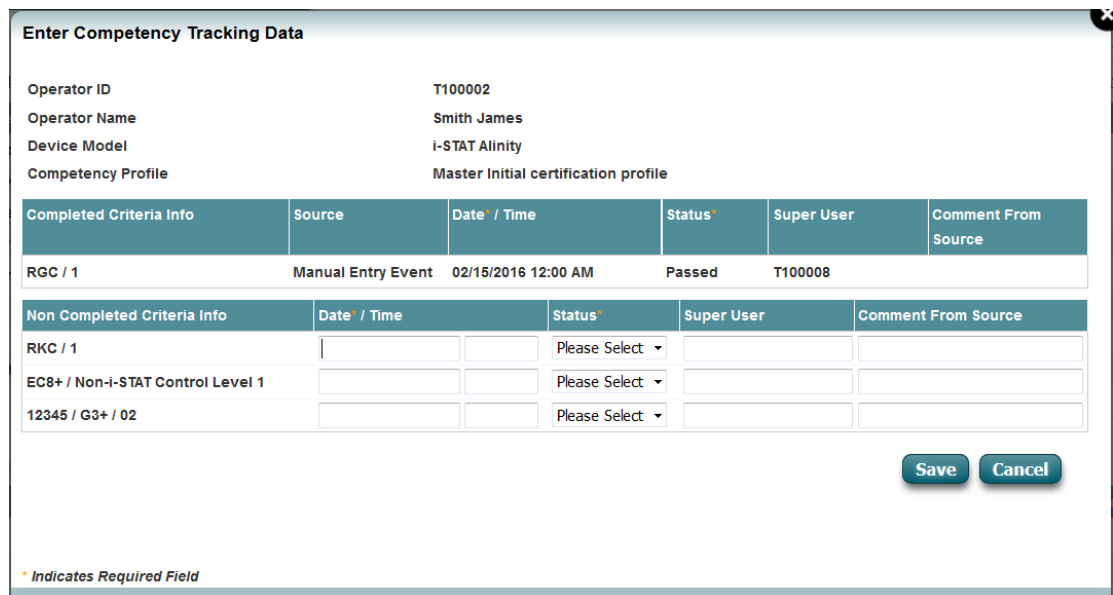 Enter Competency Tracking Data
Operator ID T100002
Operator Name Smith James
Device Model i-STAT Alinity
Competency Profile Master Initial certification profile
Completed Criteria Info Source Date* / Time Status* Super User Comment From Source
RGC / 1 Manual Entry Event 02/15/2016 12:00 AM Passed T100008
Non Completed Criteria Info Date* / Time Status* Super User Comment From Source
RKC / 1 Please Select
EC8+ / Non-i-STAT Control Level 1 Please Select
12345 / G3+ / 02 Please Select
Save Cancel
* Indicates Required Field